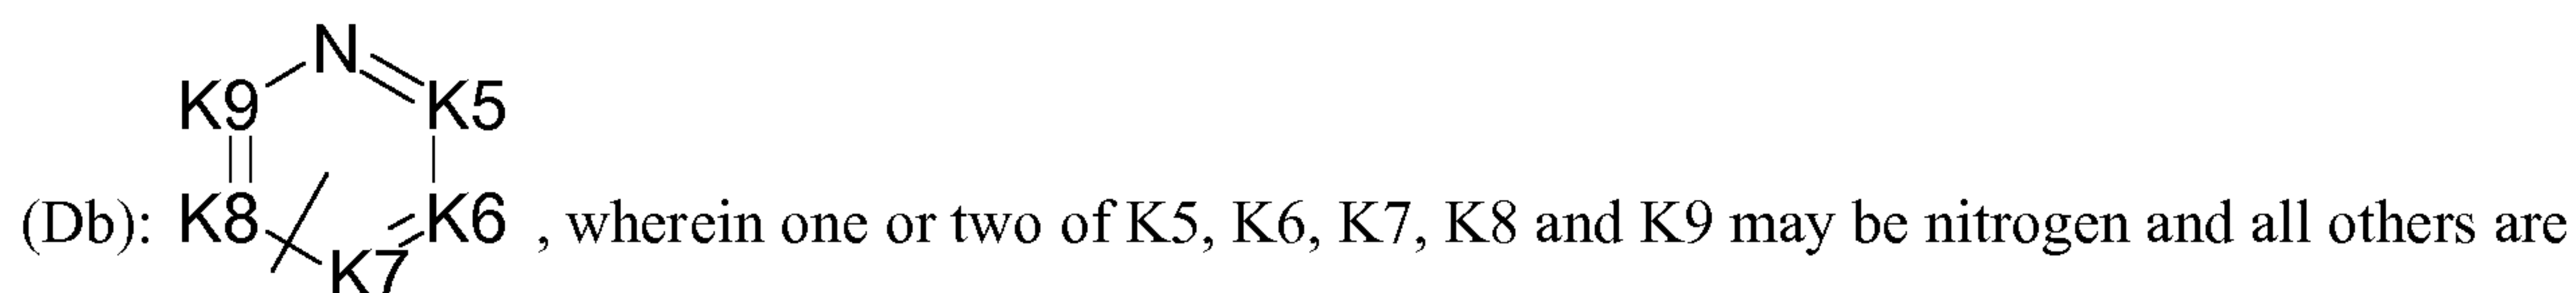 N
K9 K5
(Db): K8 K6 , wherein one or two of K5, K6, K7, K8 and K9 may be nitrogen and all others are
K7